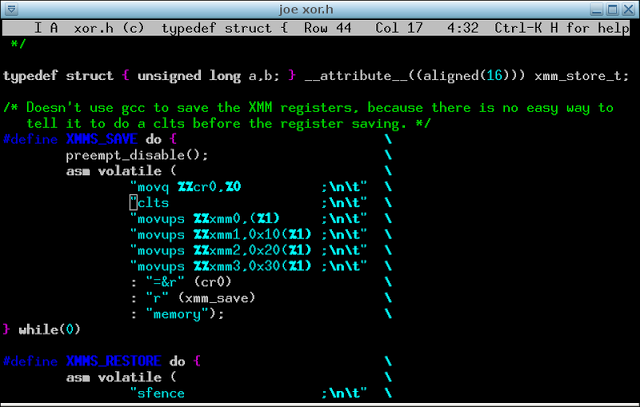 joe xor.h
I A xor.h (c) typedef struct { Row 44 Col 17 4:32 Ctrl-K H for help
*/
typedef struct { unsigned long a,b; } __attribute__((aligned(16))) xmm_store_t;
/* Doesn't use gcc to save the XMM registers, because there is no easy way to
tell it to do a clts before the register saving. */
#define XMMS_SAVE do { \
preempt_disable(); \
asm volatile ( \
"movq %%cr0,%0 ;\n\t" \
"clts ;\n\t" \
"movups %%xmm0,(%1) ;\n\t" \
"movups %%xmm1,0x10(%1) ;\n\t" \
"movups %%xmm2,0x20(%1) ;\n\t" \
"movups %%xmm3,0x30(%1) ;\n\t" \
: "=&r" (cr0) \
: "r" (xmm_save) \
: "memory"); \
} while(0)
#define XMMS_RESTORE do { \
asm volatile ( \
"sfence ;\n\t" \